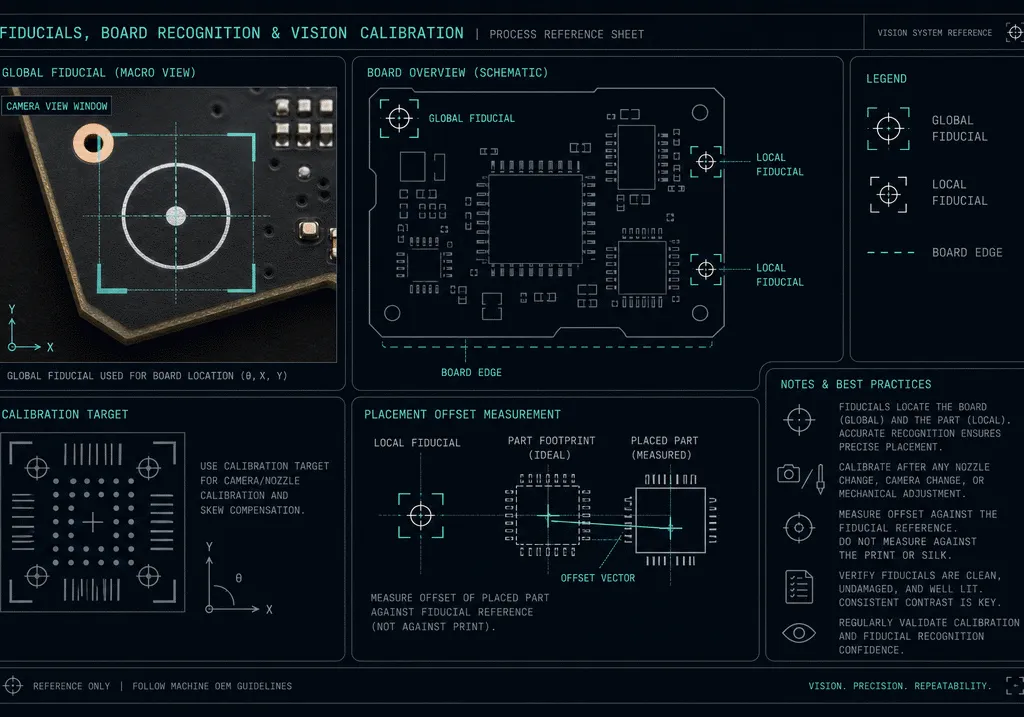 FIDUCIALS, BOARD RECOGNITION & VISION CALIBRATION | PROCESS REFERENCE SHEET
VISION SYSTEM REFERENCE
GLOBAL FIDUCIAL (MACRO VIEW)
CAMERA VIEW WINDOW
Y
X
GLOBAL FIDUCIAL USED FOR BOARD LOCATION (θ, X, Y)
BOARD OVERVIEW (SCHEMATIC)
GLOBAL FIDUCIAL
LOCAL
FIDUCIAL
LOCAL
FIDUCIAL
BOARD EDGE
LEGEND
GLOBAL
FIDUCIAL
LOCAL
FIDUCIAL
BOARD EDGE
CALIBRATION TARGET
USE CALIBRATION TARGET
FOR CAMERA/NOZZLE
CALIBRATION AND
SKEW COMPENSATION.
Y
θ
X
PLACEMENT OFFSET MEASUREMENT
LOCAL FIDUCIAL
PART FOOTPRINT
(IDEAL)
PLACED PART
(MEASURED)
OFFSET VECTOR
MEASURE OFFSET OF PLACED PART
AGAINST FIDUCIAL REFERENCE
(NOT AGAINST PRINT).
NOTES & BEST PRACTICES
FIDUCIALS LOCATE THE BOARD
(GLOBAL) AND THE PART (LOCAL).
ACCURATE RECOGNITION ENSURES
PRECISE PLACEMENT.
CALIBRATE AFTER ANY NOZZLE
CHANGE, CAMERA CHANGE, OR
MECHANICAL ADJUSTMENT.
MEASURE OFFSET AGAINST THE
FIDUCIAL REFERENCE.
DO NOT MEASURE AGAINST
THE PRINT OR SILK.
VERIFY FIDUCIALS ARE CLEAN,
UNDAMAGED, AND WELL LIT.
CONSISTENT CONTRAST IS KEY.
REGULARLY VALIDATE CALIBRATION
AND FIDUCIAL RECOGNITION
CONFIDENCE.
REFERENCE ONLY | FOLLOW MACHINE OEM GUIDELINES
VISION. PRECISION. REPEATABILITY.